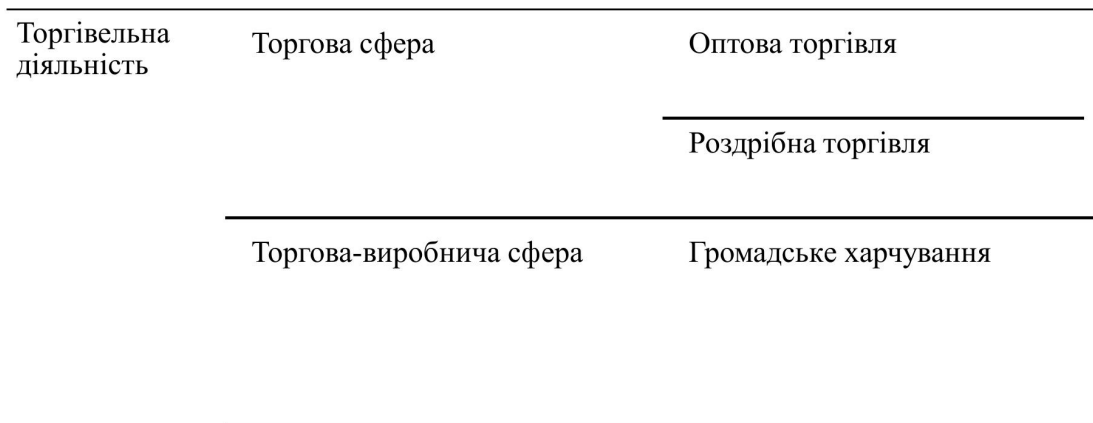 Торгівельна
діяльність
Торгова сфера
Оптова торгівля
Роздрібна торгівля
Торгова-виробнича сфера
Громадське харчування